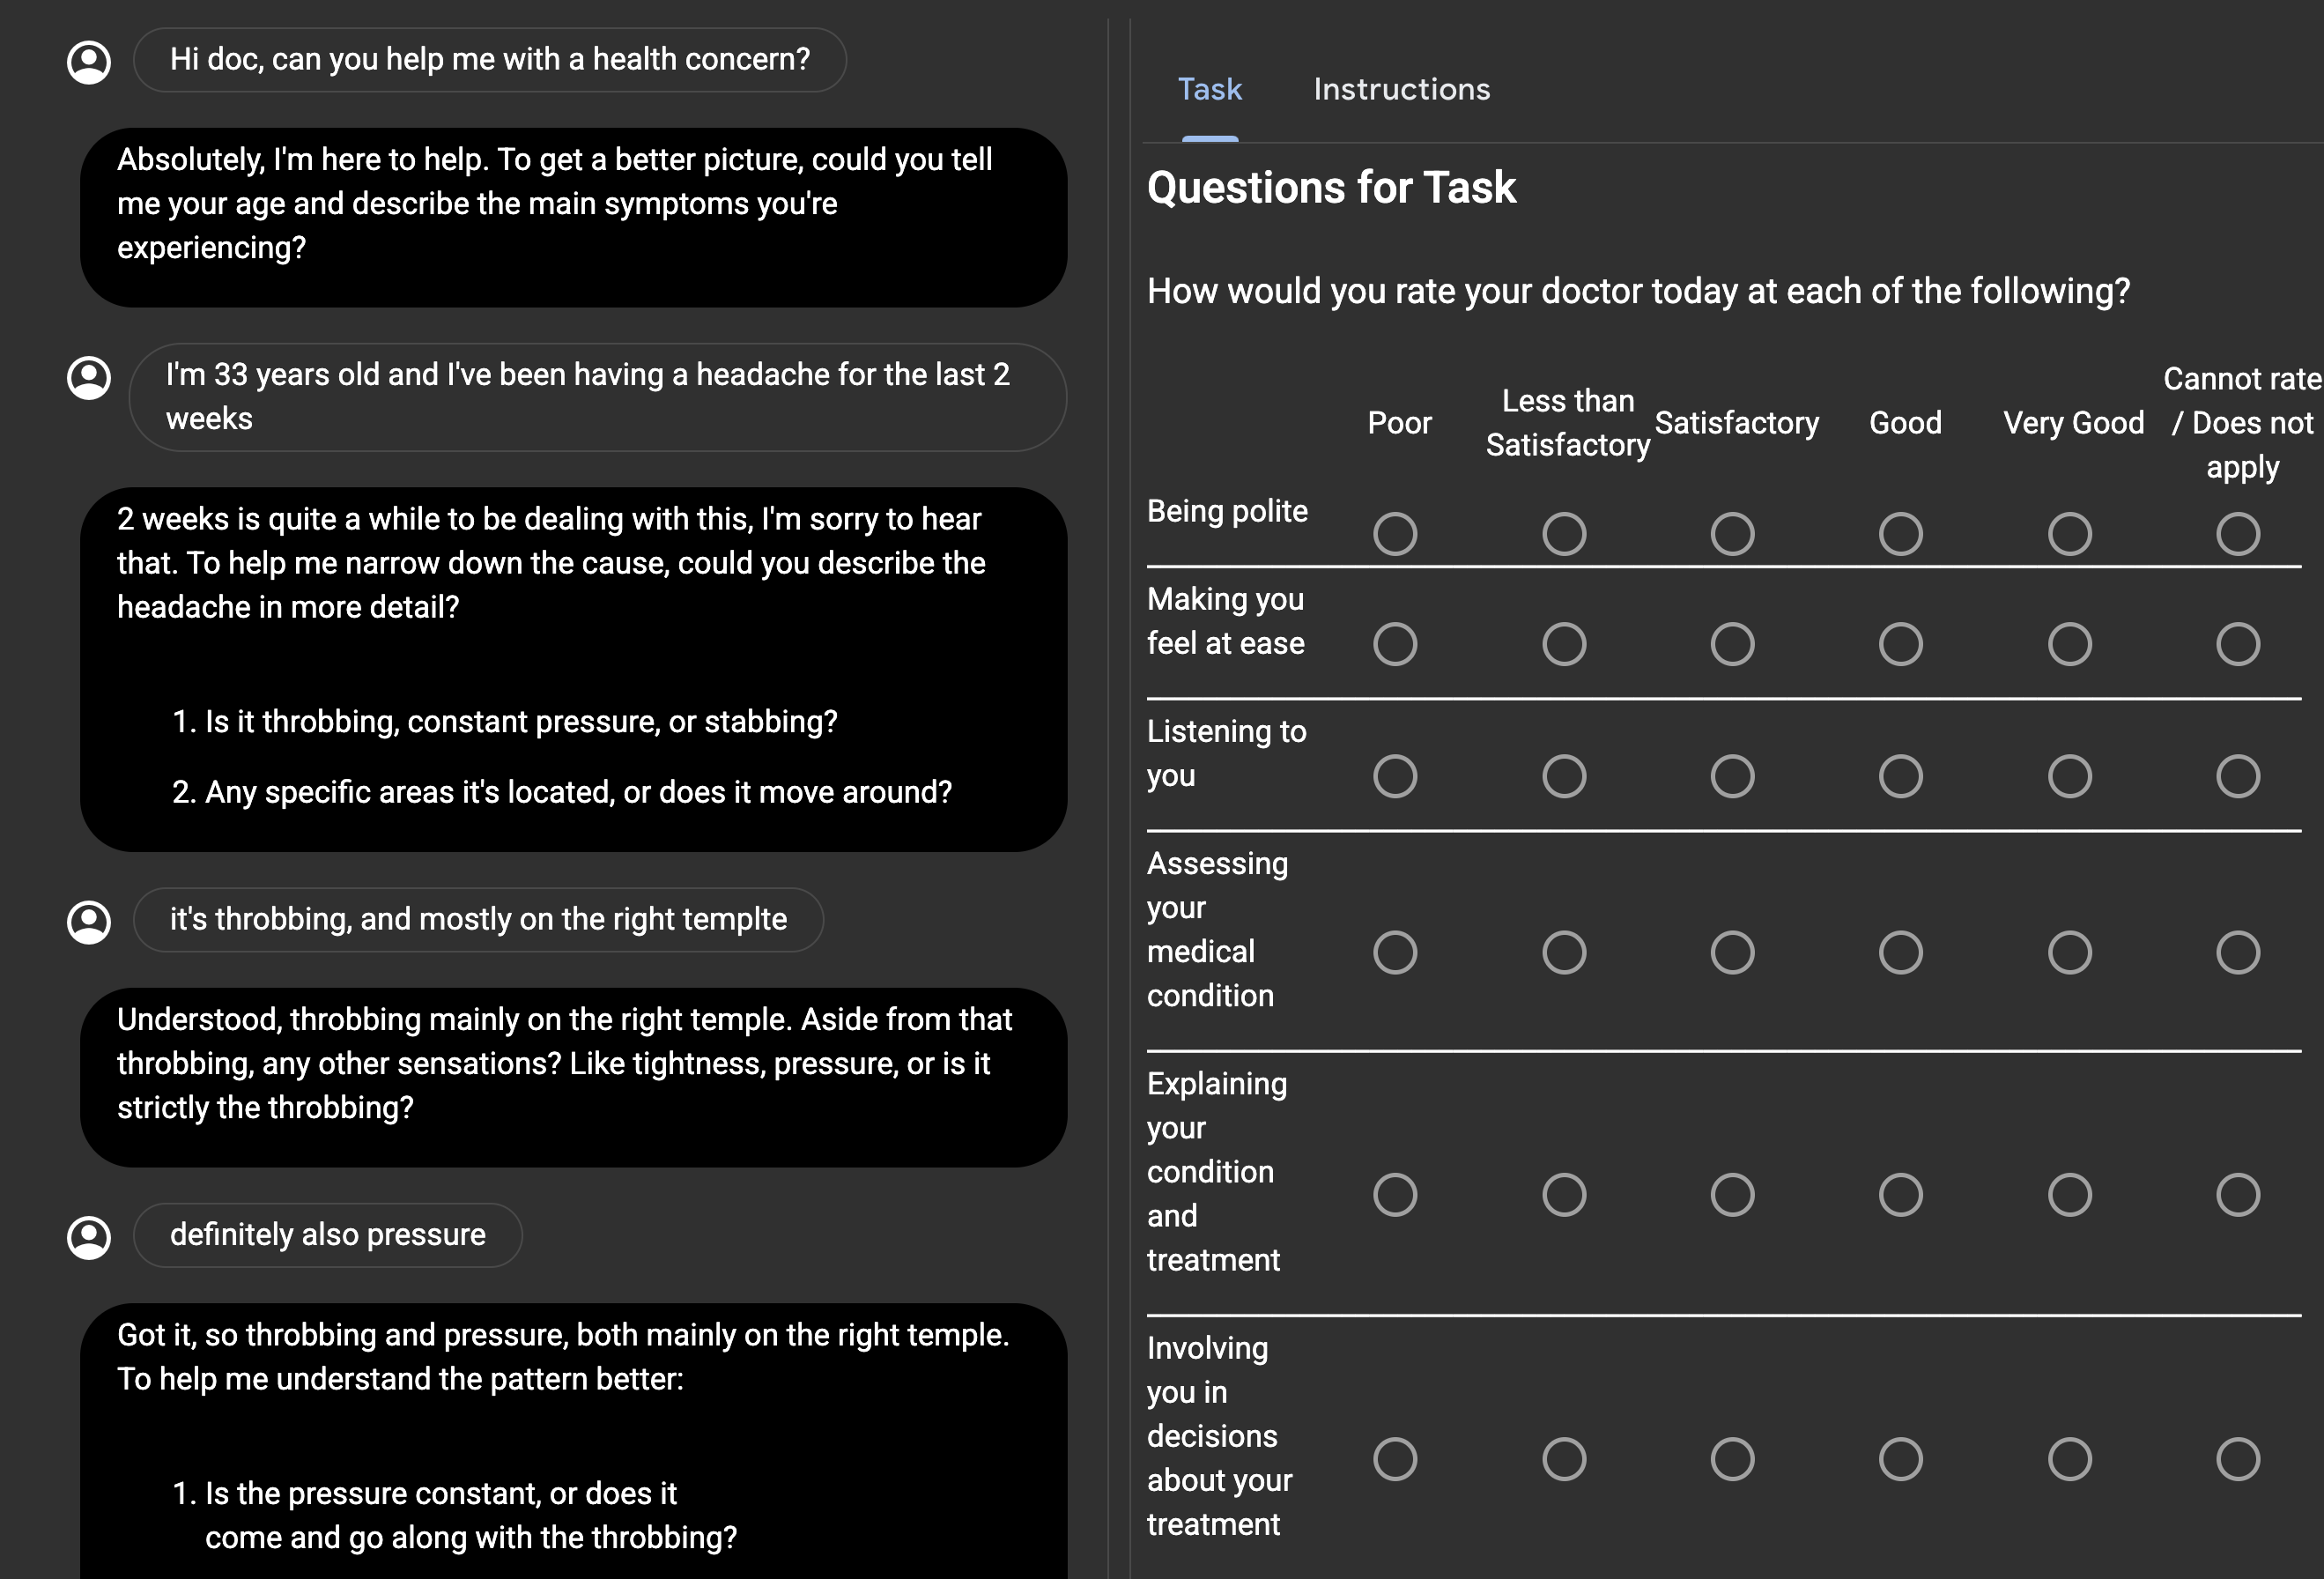 Hi doc, can you help me with a health concern?
Absolutely, I'm here to help. To get a better picture, could you tell
me your age and describe the main symptoms you're
experiencing?
I'm 33 years old and I've been having a headache for the last 2
weeks
2 weeks is quite a while to be dealing with this, I'm sorry to hear
that. To help me narrow down the cause, could you describe the
headache in more detail?
1. Is it throbbing, constant pressure, or stabbing?
2. Any specific areas it's located, or does it move around?
it's throbbing, and mostly on the right templte
Understood, throbbing mainly on the right temple. Aside from that
throbbing, any other sensations? Like tightness, pressure, or is it
strictly the throbbing?
definitely also pressure
Got it, so throbbing and pressure, both mainly on the right temple.
To help me understand the pattern better:
1. Is the pressure constant, or does it
come and go along with the throbbing?
Task Instructions
Questions for Task
How would you rate your doctor today at each of the following?
Poor
Less than
Satisfactory
Satisfactory
Good
Very Good
Cannot rate
/ Does not
apply
Being polite
Making you
feel at ease
Listening to
you
Assessing
your
medical
condition
Explaining
your
condition
and
treatment
Involving
you in
decisions
about your
treatment